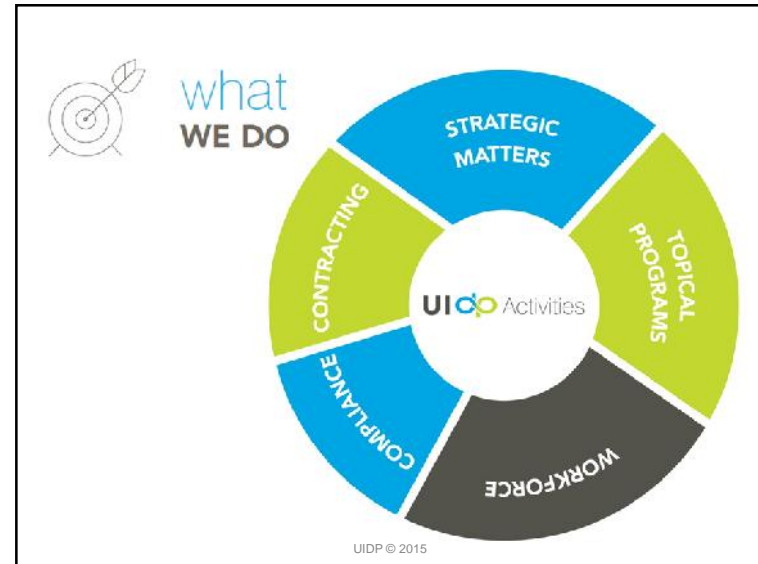 what
WE DO
STRATEGIC
MATTERS
TOPICAL
PROGRAMS
WORKFORCE
COMPLIANCE
CONTRACTING
UIdp Activities
UIDP © 2015